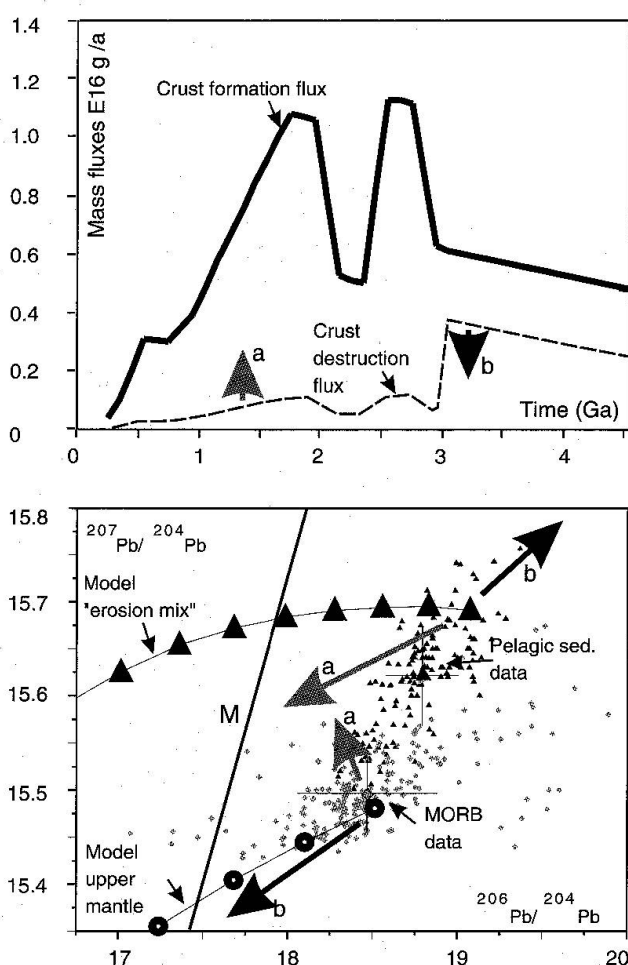 1.4
1.2
1.0
0.8
0.6
0.4
0.2
0
Mass fluxes E16 g /a
Crust formation flux
a
Crust
destruction
flux
b
Time (Ga)
0 1 2 3 4
15.8
15.7
15.6
15.5
15.4
207Pb/ 204Pb
Model
"erosion mix"
b
Pelagic sed.
data
a
M
a
MORB
data
Model
upper
mantle
b
206Pb/ 204Pb
17 18 19 20